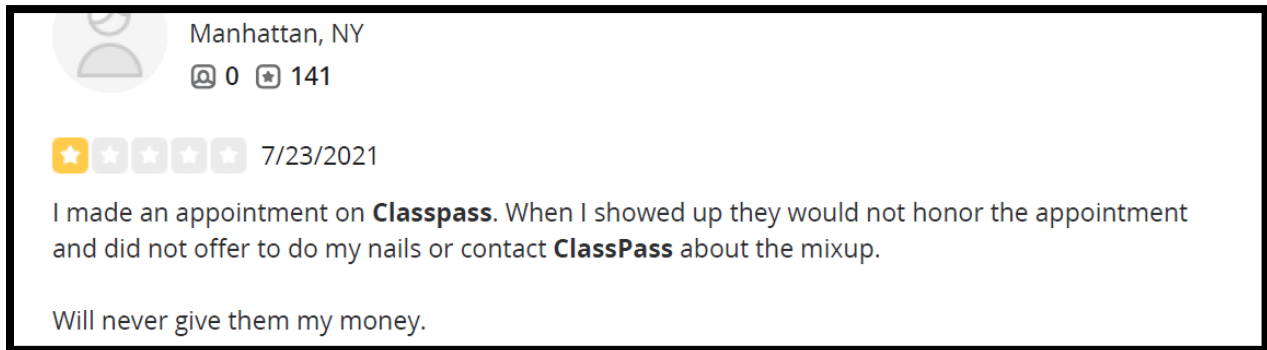 Manhattan, NY
0 141
7/23/2021
I made an appointment on Classpass. When I showed up they would not honor the appointment
and did not offer to do my nails or contact ClassPass about the mixup.
Will never give them my money.